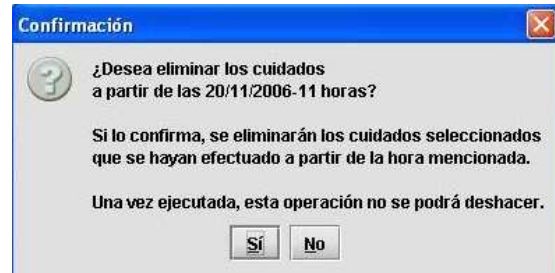 Confirmación
¿Desea eliminar los cuidados
a partir de las 20/11/2006-11 horas?
Si lo confirma, se eliminarán los cuidados seleccionados
que se hayan efectuado a partir de la hora mencionada.
Una vez ejecutada, esta operación no se podrá deshacer.
Sí No